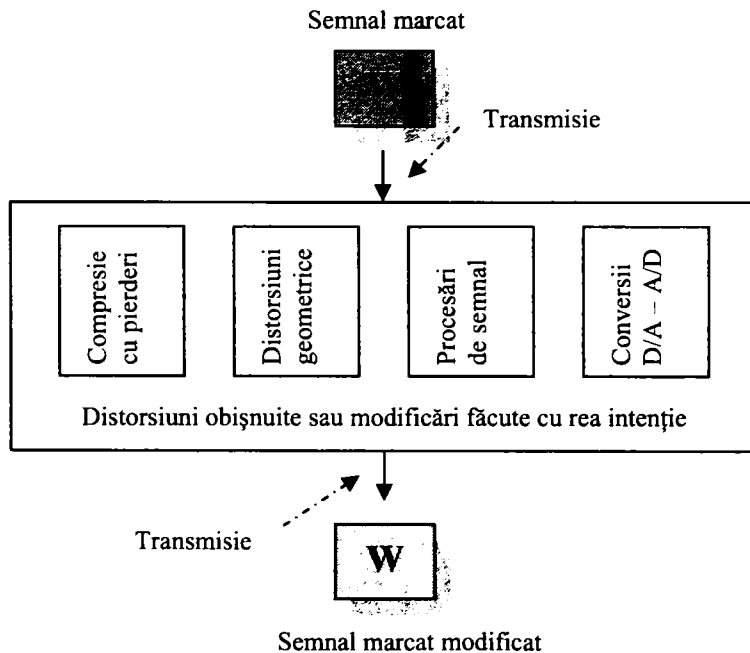 Semnal marcat
Transmisie
Compresie
cu pierderi
Distorsiuni
geometrice
Procesări
de semnal
Conversii
D/A – A/D
Distorsiuni obişnuite sau modificări făcute cu rea intenţie
Transmisie
W
Semnal marcat modificat